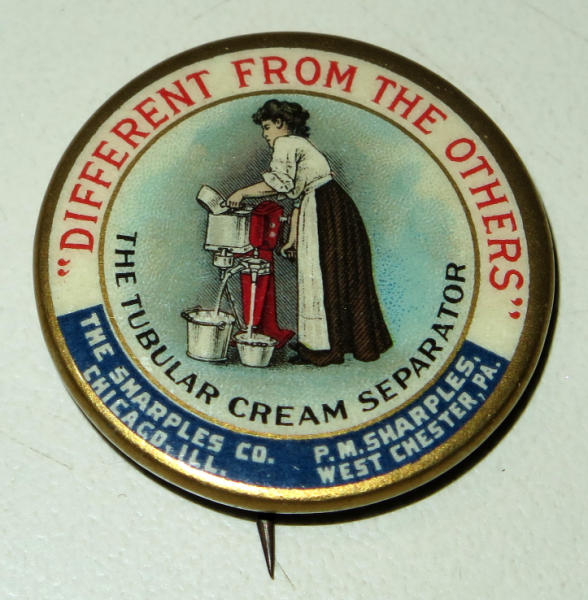 "DIFFERENT FROM THE OTHERS"
THE TUBULAR CREAM SEPARATOR
THE SHARPLES CO.
CHICAGO, ILL.
P. M. SHARPLES,
WEST CHESTER, PA.